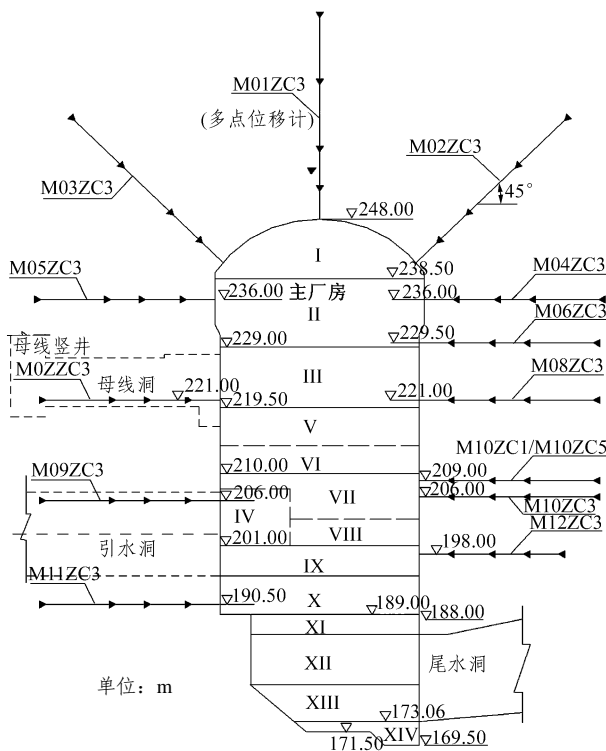 M01ZC3
(多点位移计)
M02ZC3
M03ZC3
45°
248.00
I
238.50
M05ZC3
M04ZC3
236.00 主厂房 236.00
II
M06ZC3
229.50
229.00
母线竖井
M0ZZC3
母线洞
221.00
III
221.00
M08ZC3
219.50
V
M10ZC1/M10ZC5
210.00
VI
209.00
M09ZC3
206.00
VII
206.00
M10ZC3
IV
M12ZC3
VIII
201.00
198.00
引水洞
IX
M11ZC3
190.50
X
189.00
188.00
XI
尾水洞
XII
单位：m
XIII
173.06
171.50
XIV
169.50